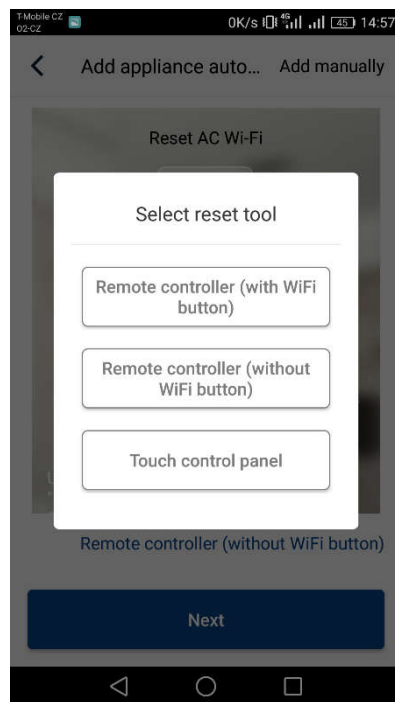 T-Mobile CZ
O2-CZ
0K/s 4G 45 14:57
Add appliance auto... Add manually
Reset AC Wi-Fi
Select reset tool
Remote controller (with WiFi
button)
Remote controller (without
WiFi button)
Touch control panel
Remote controller (without WiFi button)
Next